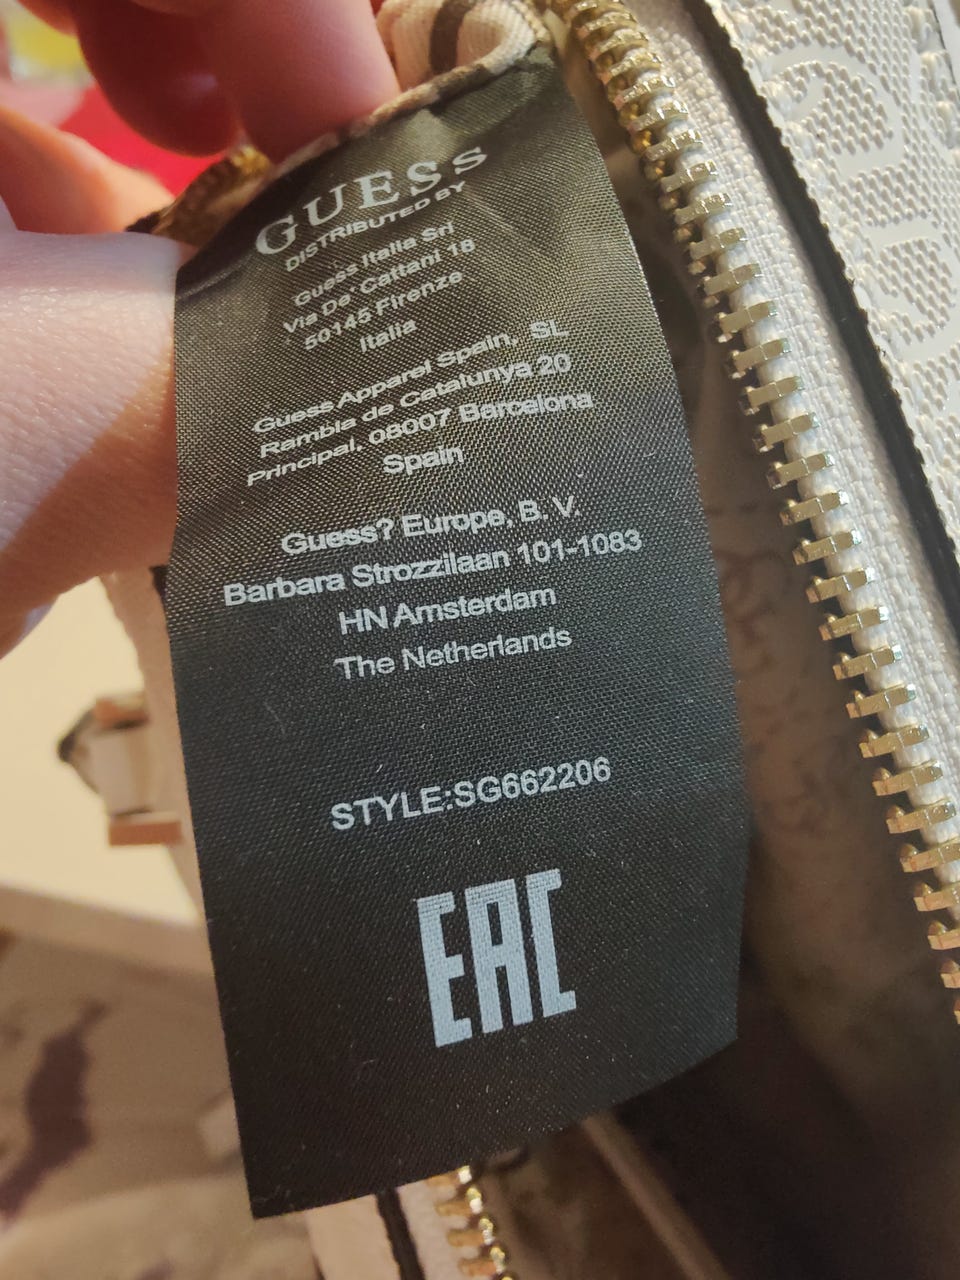 GUESS
DISTRIBUTED BY
Guess Italia Srl
Via De' Cattani 18
50145 Firenze
Italia
Guess Apparel Spain, SL
Rambla de Catalunya 20
Principal, 08007 Barcelona
Spain
Guess? Europe, B. V.
Barbara Strozzilaan 101-1083
HN Amsterdam
The Netherlands
STYLE:SG662206
EAC